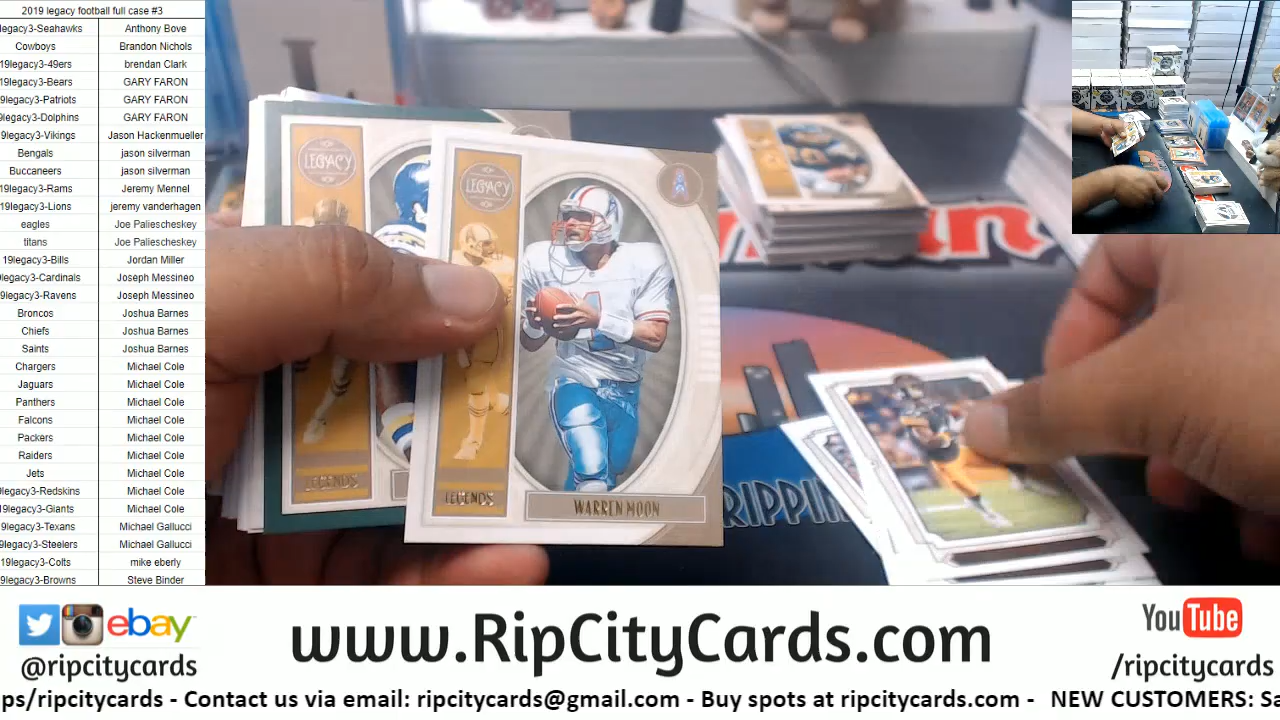 2019 legacy football full case #3
legacy3-Seahawks Anthony Bove
Cowboys Brandon Nichols
19legacy3-49ers brendan Clark
19legacy3-Bears GARY FARON
9legacy3-Patriots GARY FARON
9legacy3-Dolphins GARY FARON
19legacy3-Vikings Jason Hackenmueller
Bengals jason silverman
Buccaneers jason silverman
19legacy3-Rams Jeremy Mennel
19legacy3-Lions jeremy vanderhagen
eagles Joe Paliescheskey
titans Joe Paliescheskey
19legacy3-Bills Jordan Miller
legacy3-Cardinals Joseph Messineo
9legacy3-Ravens Joseph Messineo
Broncos Joshua Barnes
Chiefs Joshua Barnes
Saints Joshua Barnes
Chargers Michael Cole
Jaguars Michael Cole
Panthers Michael Cole
Falcons Michael Cole
Packers Michael Cole
Raiders Michael Cole
Jets Michael Cole
legacy3-Redskins Michael Cole
9legacy3-Giants Michael Cole
9legacy3-Texans Michael Gallucci
9legacy3-Steelers Michael Gallucci
19legacy3-Colts mike eberly
9legacy3-Browns Steve Binder
LEGACY
LEGENDS
LEGACY
LEGENDS
WARREN MOON
RIPPIN
ebay
@ripcitycards
www.RipCityCards.com
YouTube
/ripcitycards
ps/ripcitycards - Contact us via email: ripcitycards@gmail.com - Buy spots at ripcitycards.com - NEW CUSTOMERS: Sa